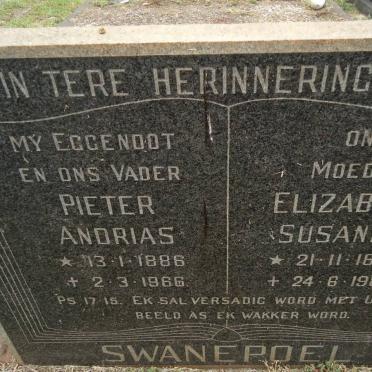 IN TERE HERINNERING
MY EGGENOOT
EN ONS VADER
PIETER
ANDRIAS
★ 13-1-1886
+ 2-3-1966
ON
MOED
ELIZAB
SUSAN
★ 21-11-18
+ 24-6-19
PS 17-15. EK SAL VERSADIG WORD MET U
BEELD AS EK WAKKER WORD.
SWANEPOEL